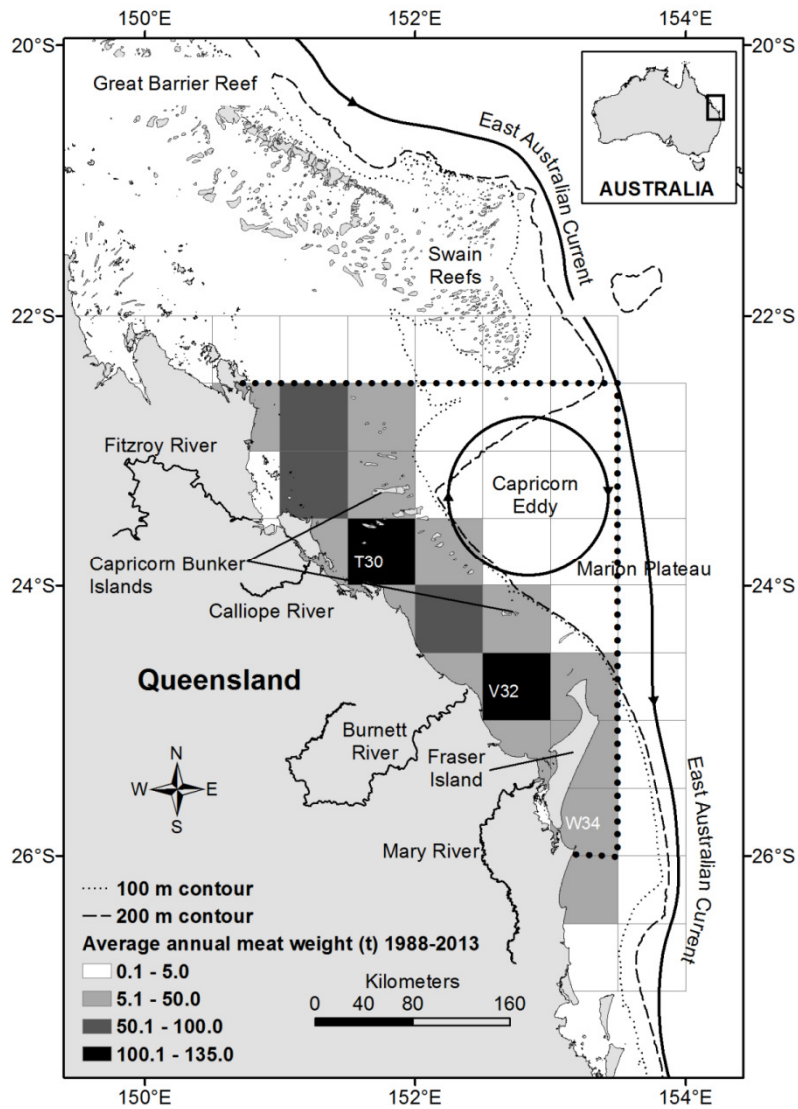 150°E
152°E
154°E
20°S
20°S
Great Barrier Reef
East Australian Current
AUSTRALIA
Swain
Reefs
22°S
22°S
Fitzroy River
Capricorn
Eddy
Capricorn Bunker
Islands
T30
Marion Plateau
24°S
24°S
Calliope River
Queensland
V32
Burnett
River
Fraser
Island
N
W
E
S
W34
Mary River
East Australian Current
26°S
26°S
100 m contour
200 m contour
Average annual meat weight (t) 1988-2013
0.1 - 5.0
5.1 - 50.0
50.1 - 100.0
100.1 - 135.0
Kilometers
0 40 80 160
150°E
152°E
154°E